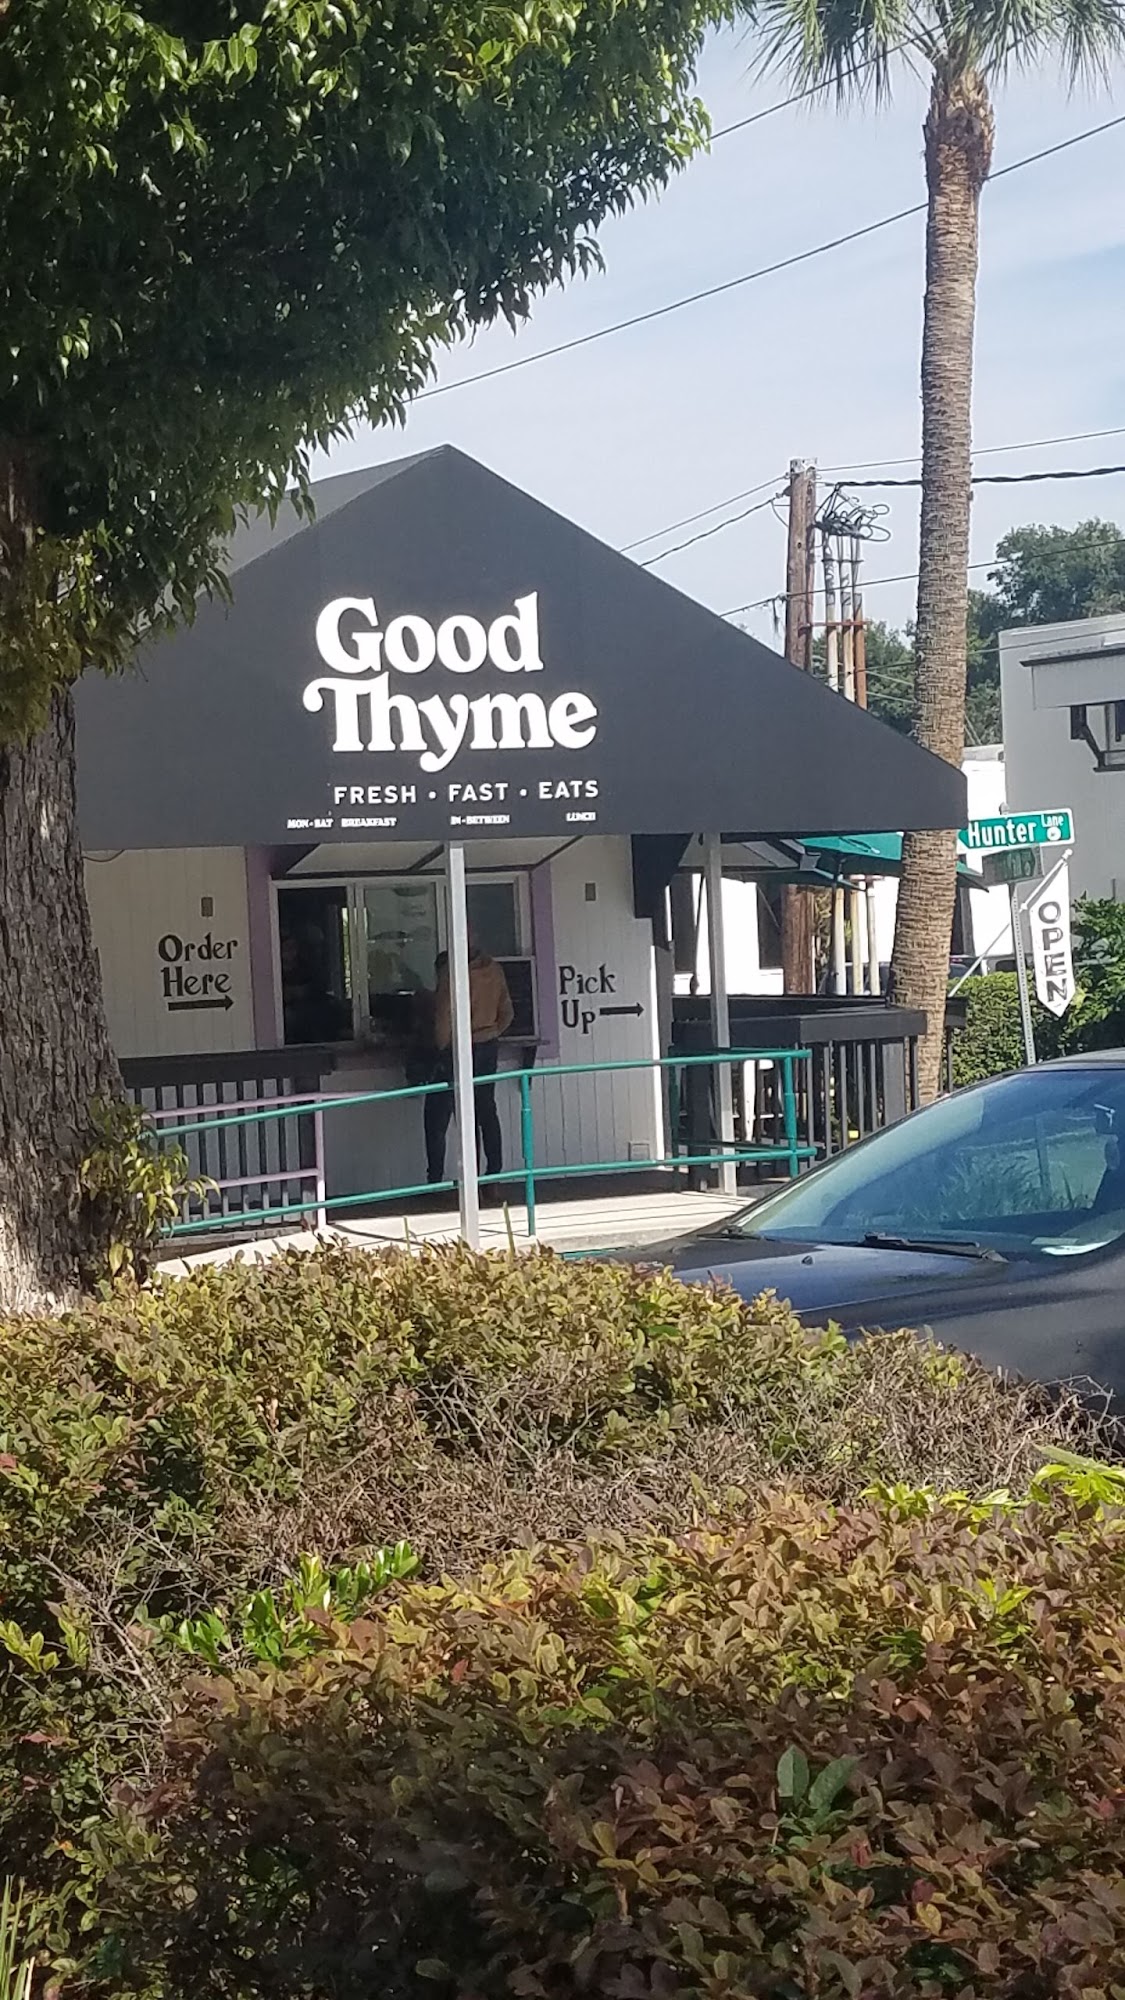 Good
Thyme
FRESH • FAST • EATS
MON-SAT BREAKFAST IN-BETWEEN LUNCH
Hunter Lane
OPEN
Order
Here
Pick
Up